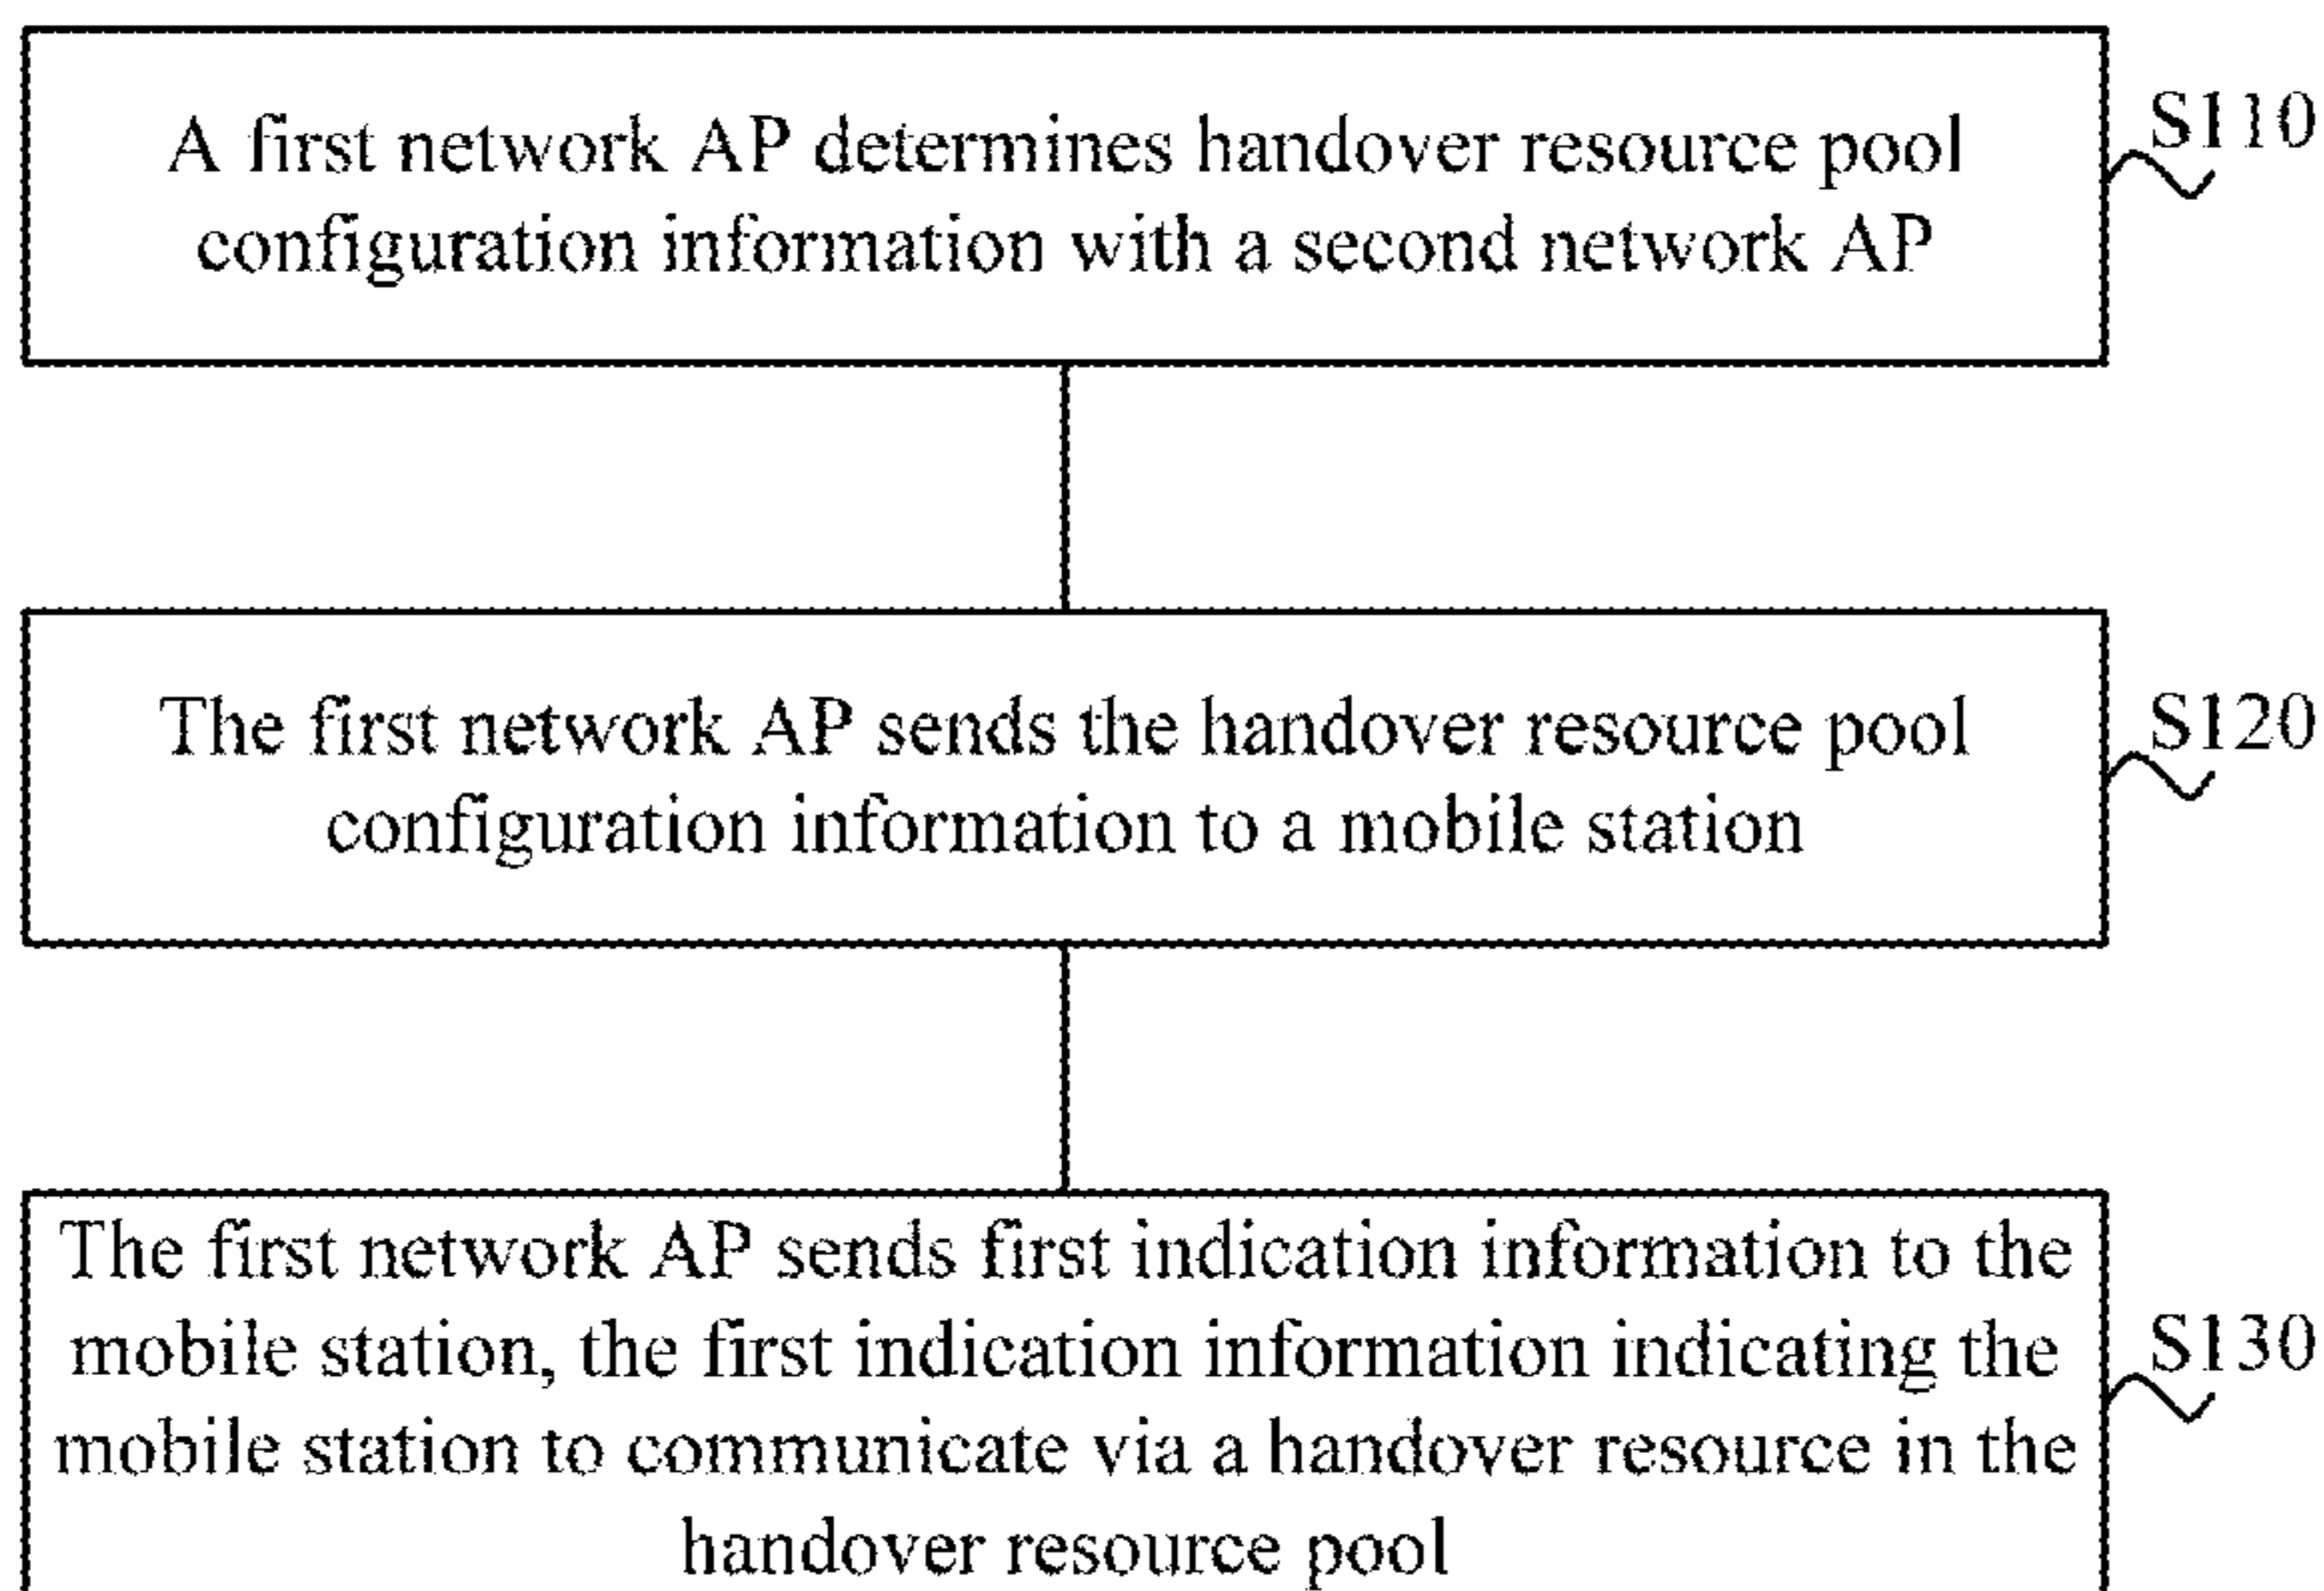 A first network AP determines handover resource pool
configuration information with a second network AP
S110
The first network AP sends the handover resource pool
configuration information to a mobile station
S120
The first network AP sends first indication information to the
mobile station, the first indication information indicating the
mobile station to communicate via a handover resource in the
handover resource pool
S130